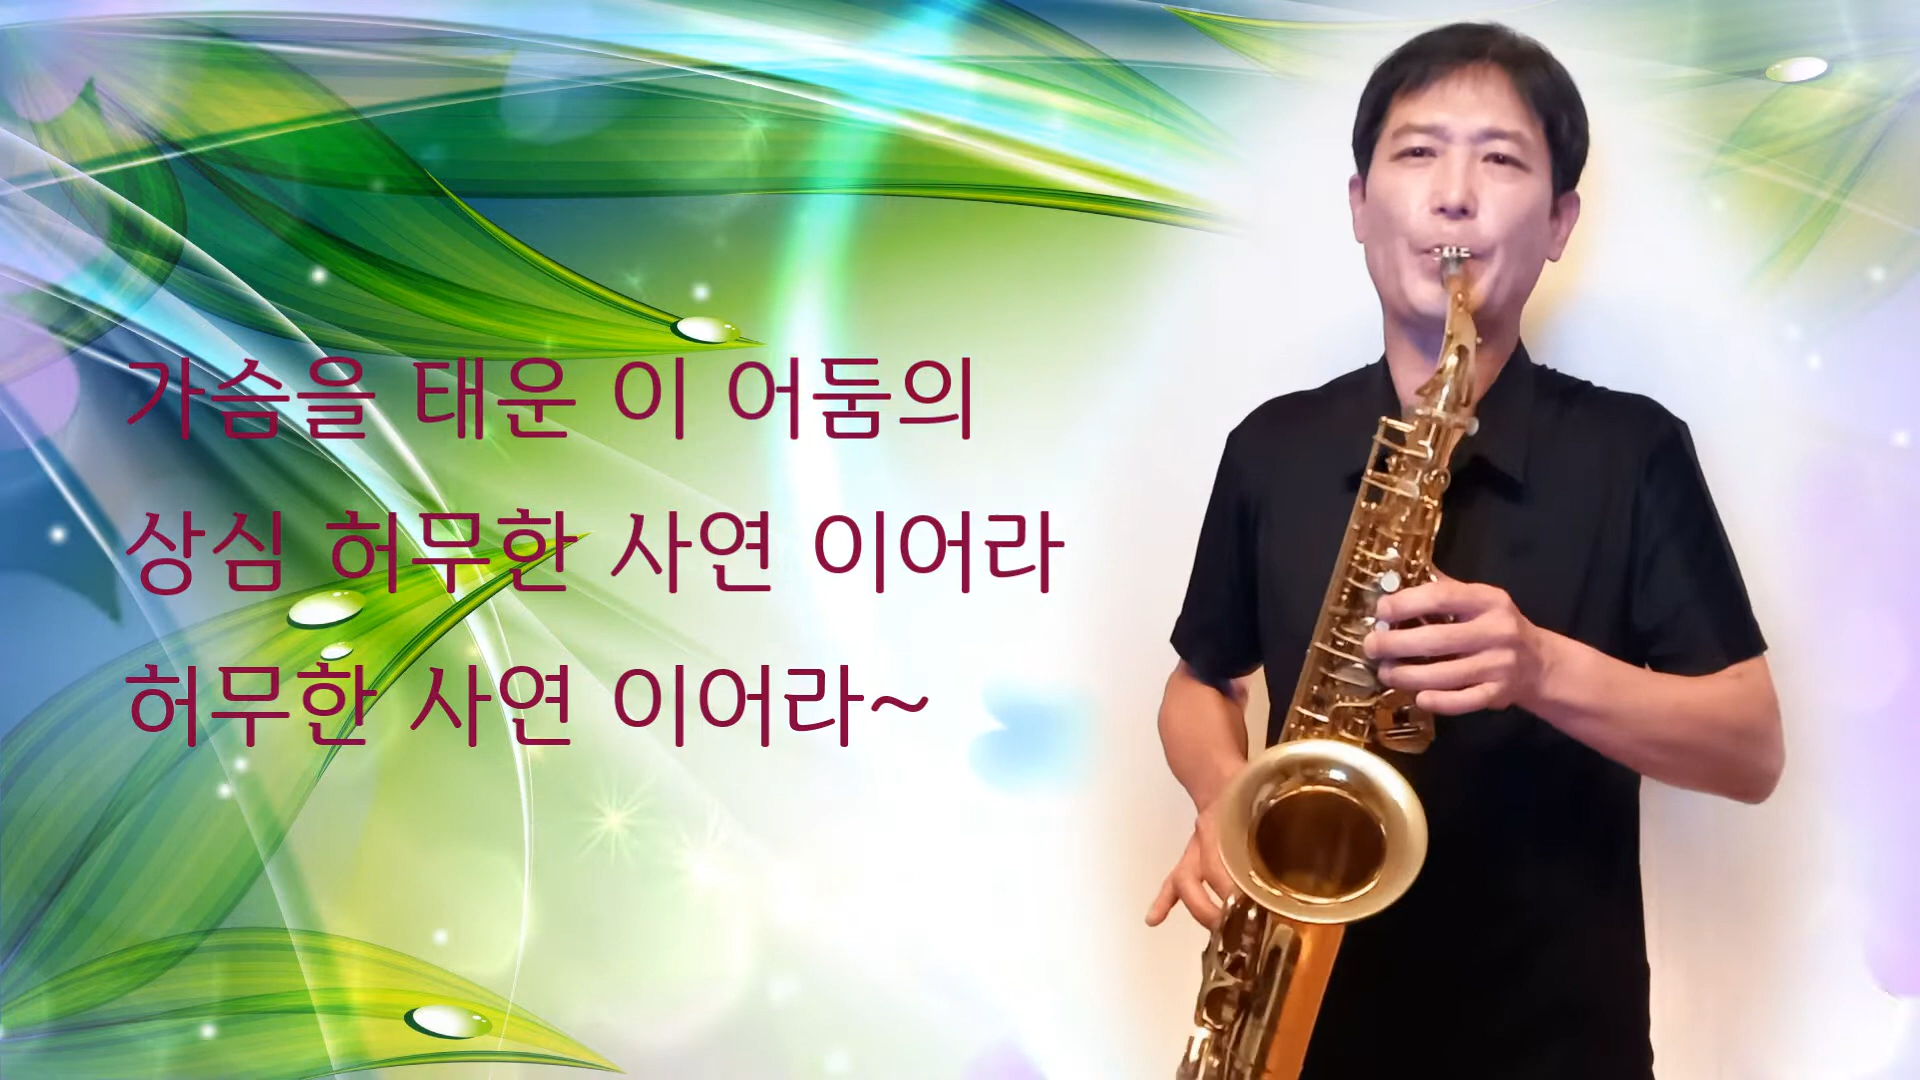 가슴을 태운 이 어둠의
상심 허무한 사연 이어라
허무한 사연 이어라~